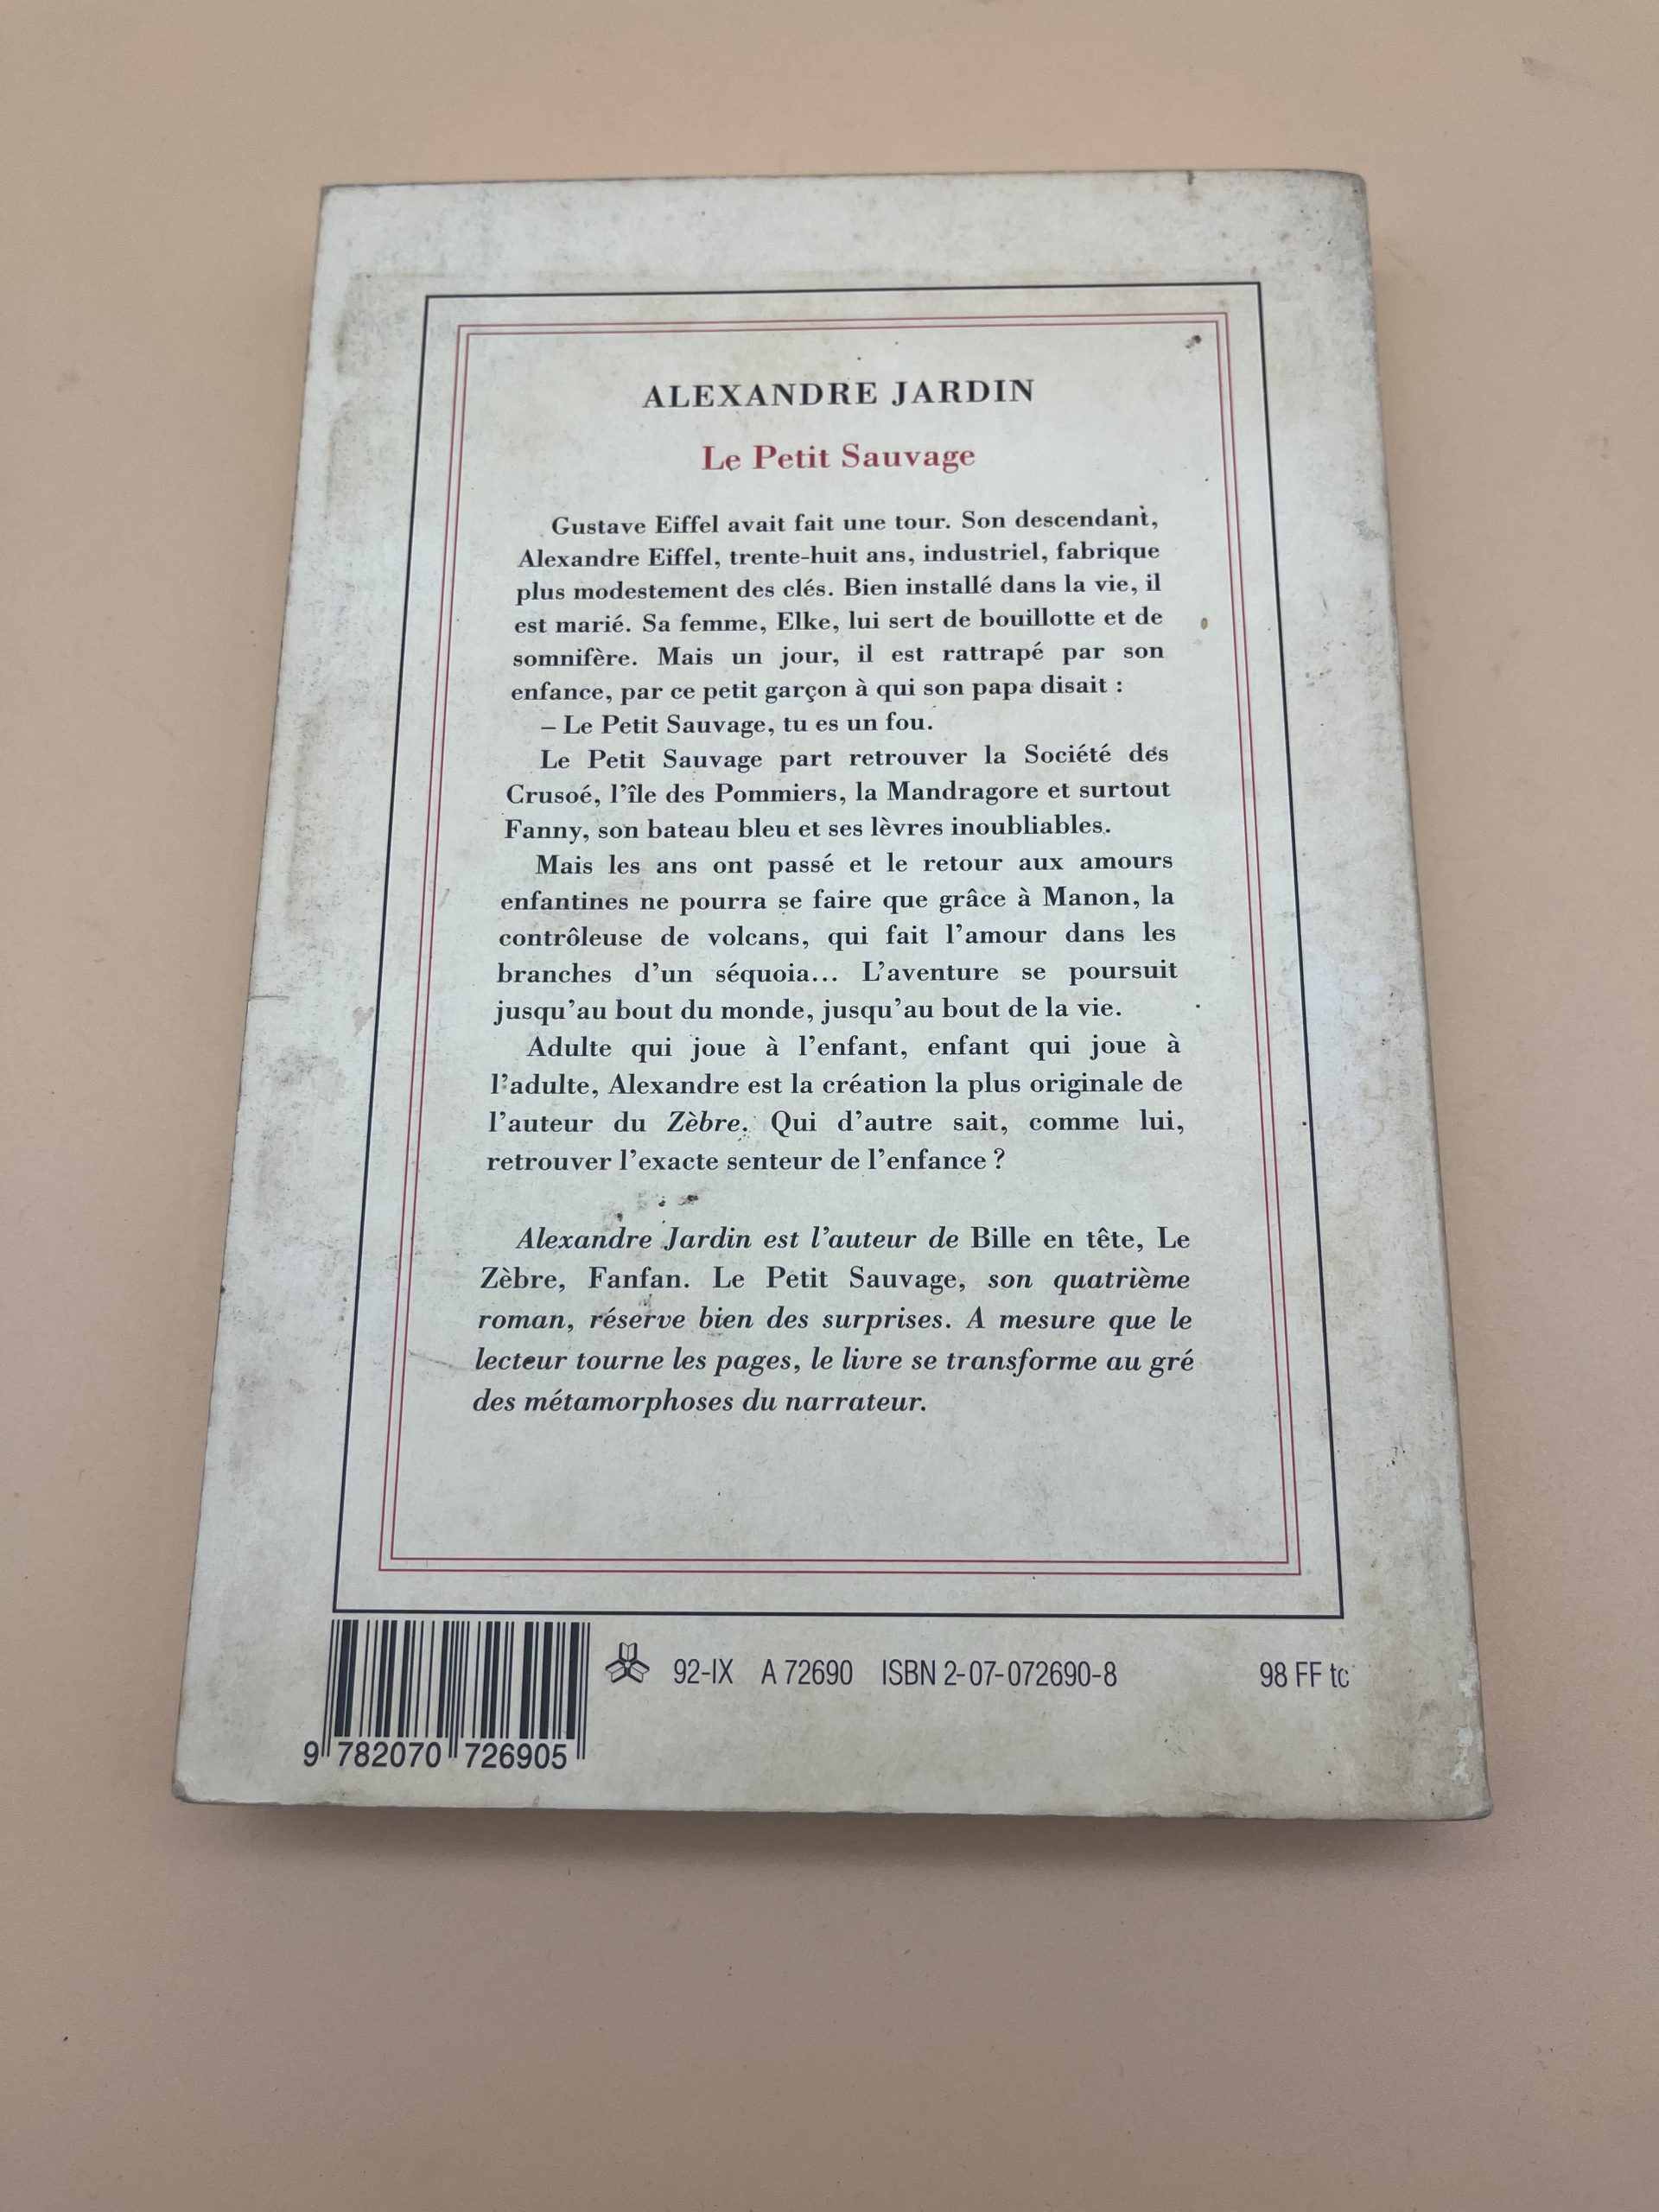 ALEXANDRE JARDIN
Le Petit Sauvage
Gustave Eiffel avait fait une tour. Son descendant,
Alexandre Eiffel, trente-huit ans, industriel, fabrique
plus modestement des clés. Bien installé dans la vie, il
est marié. Sa femme, Elke, lui sert de bouillotte et de
somnifère. Mais un jour, il est rattrapé par son
enfance, par ce petit garçon à qui son papa disait :
– Le Petit Sauvage, tu es un fou.
Le Petit Sauvage part retrouver la Société des
Crusoé, l'île des Pommiers, la Mandragore et surtout
Fanny, son bateau bleu et ses lèvres inoubliables.
Mais les ans ont passé et le retour aux amours
enfantines ne pourra se faire que grâce à Manon, la
contrôleuse de volcans, qui fait l'amour dans les
branches d'un séquoia... L'aventure se poursuit
jusqu'au bout du monde, jusqu'au bout de la vie.
Adulte qui joue à l'enfant, enfant qui joue à
l'adulte, Alexandre est la création la plus originale de
l'auteur du Zèbre. Qui d'autre sait, comme lui,
retrouver l'exacte senteur de l'enfance ?
Alexandre Jardin est l'auteur de Bille en tête, Le
Zèbre, Fanfan. Le Petit Sauvage, son quatrième
roman, réserve bien des surprises. A mesure que le
lecteur tourne les pages, le livre se transforme au gré
des métamorphoses du narrateur.
92-IX A 72690 ISBN 2-07-072690-8 98 FF tc
9 782070 726905